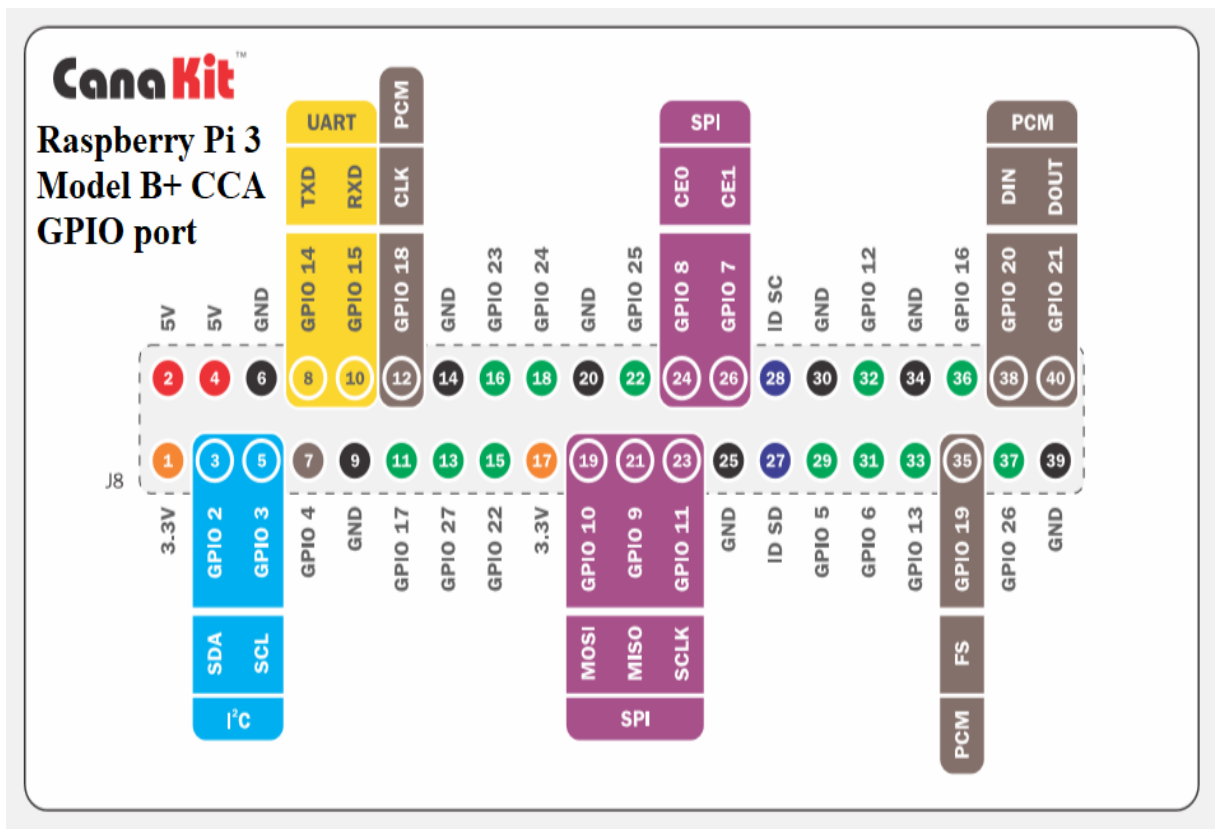 CanaKit™
Raspberry Pi 3
Model B+ CCA
GPIO port
UART
PCM
SPI
PCM
TXD RXD CLK CE0 CE1 DIN DOUT
5V 5V GND GPIO 14 GPIO 15 GPIO 18 GND GPIO 23 GPIO 24 GND GPIO 25 GPIO 8 GPIO 7 ID SC GND GPIO 12 GND GPIO 16 GPIO 20 GPIO 21
2 4 6 8 10 12 14 16 18 20 22 24 26 28 30 32 34 36 38 40
J8
1 3 5 7 9 11 13 15 17 19 21 23 25 27 29 31 33 35 37 39
3.3V GPIO 2 GPIO 3 GPIO 4 GND GPIO 17 GPIO 27 GPIO 22 3.3V GPIO 10 GPIO 9 GPIO 11 GND ID SD GPIO 5 GPIO 6 GPIO 13 GPIO 19 GPIO 26 GND
SDA SCL MOSI MISO SCLK FS
I²C
SPI
PCM